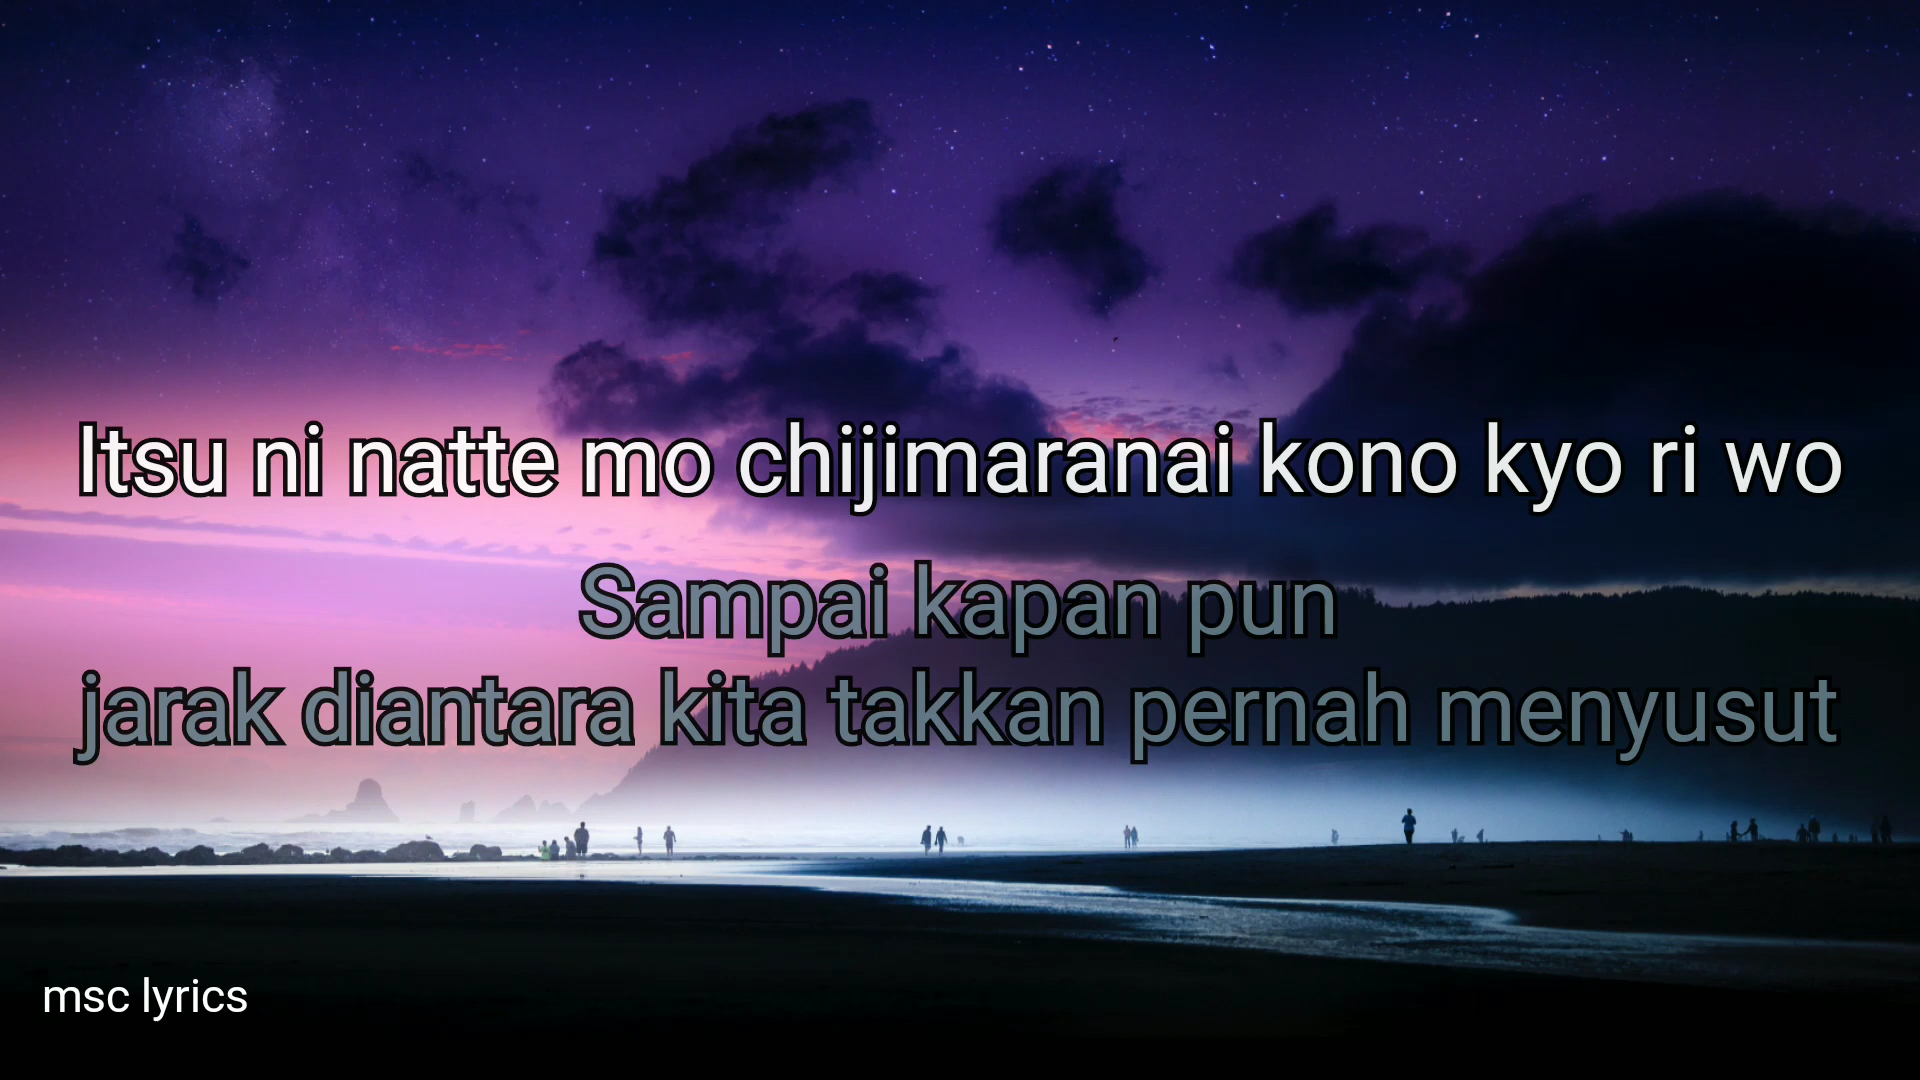 Itsu ni natte mo chijimaranai kono kyo ri wo
Sampai kapan pun
jarak diantara kita takkan pernah menyusut
msc lyrics